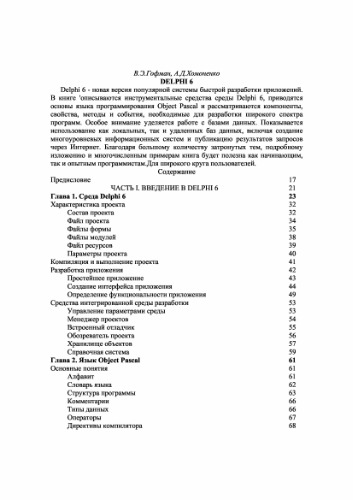 В.Э.Гофман, А.Д.Хомоненко
DELPHI 6
Delphi 6 - новая версия популярной системы быстрой разработки приложений.
В книге 'описываются инструментальные средства среды Delphi 6, приводятся
основы языка программирования Object Pascal и рассматриваются компоненты,
свойства, методы и события, необходимые для разработки широкого спектра
программ. Особое внимание уделяется работе с базами данных. Показывается
использование как локальных, так и удаленных баз данных, включая создание
многоуровневых информационных систем и публикацию результатов запросов
через Интернет. Благодаря большому количеству затронутых тем, подробному
изложению и многочисленным примерам книга будет полезна как начинающим,
так и опытным программистам.Для широкого круга пользователей.
Содержание
Предисловие 17
ЧАСТЬ I. ВВЕДЕНИЕ В DELPHI 6 21
Глава 1. Среда Delphi 6 23
Характеристика проекта 32
Состав проекта 32
Файл проекта 34
Файлы формы 35
Файлы модулей 38
Файл ресурсов 39
Параметры проекта 40
Компиляция и выполнение проекта 41
Разработка приложения 42
Простейшее приложение 43
Создание интерфейса приложения 44
Определение функциональности приложения 49
Средства интегрированной среды разработки 53
Управление параметрами среды 53
Менеджер проектов 54
Встроенный отладчик 55
Обозреватель проекта 56
Хранилище объектов 57
Справочная система 59
Глава 2. Язык Object Pascal 61
Основные понятия 61
Алфавит 61
Словарь языка 62
Структура программы 63
Комментарии 66
Типы данных 66
Операторы 67
Директивы компилятора 68